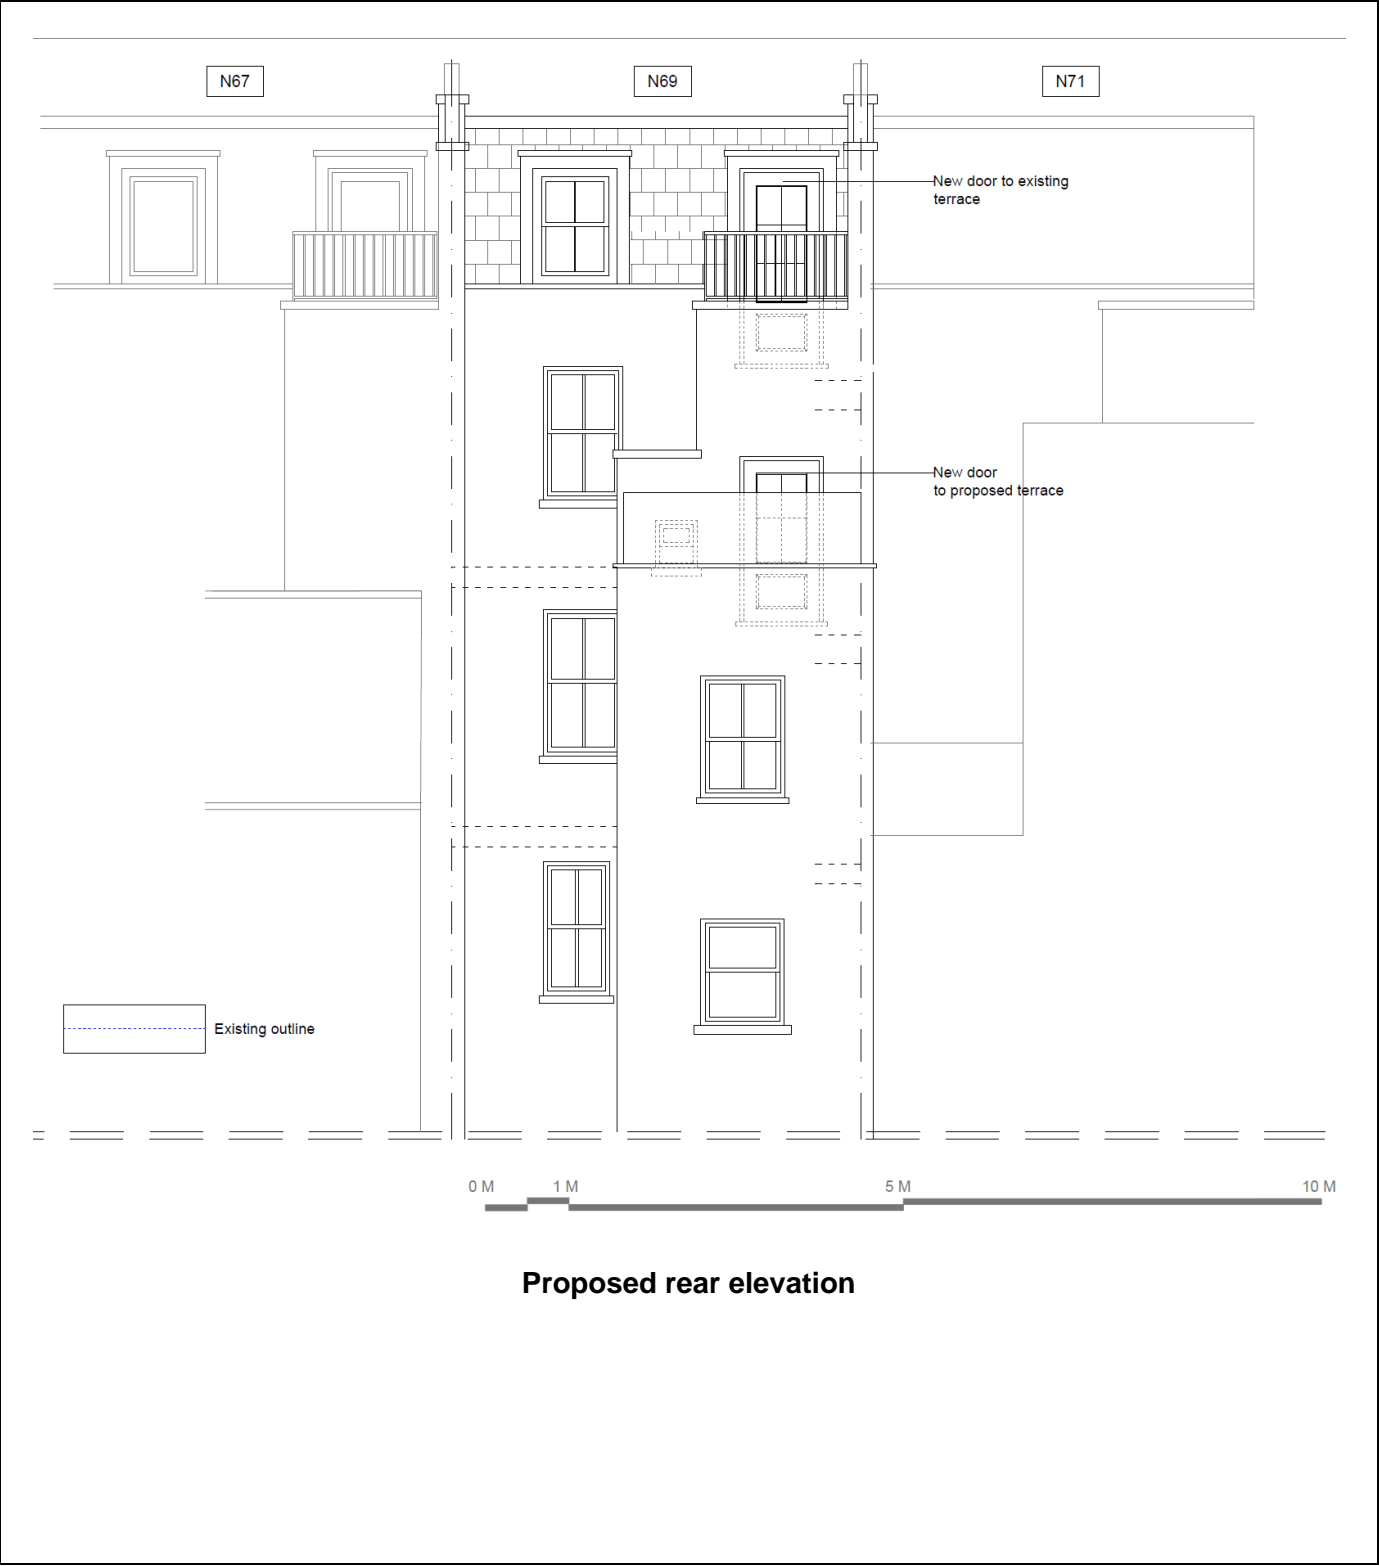 N67
N69
N71
New door to existing
terrace
New door
to proposed terrace
Existing outline
0 M
1 M
5 M
10 M
Proposed rear elevation